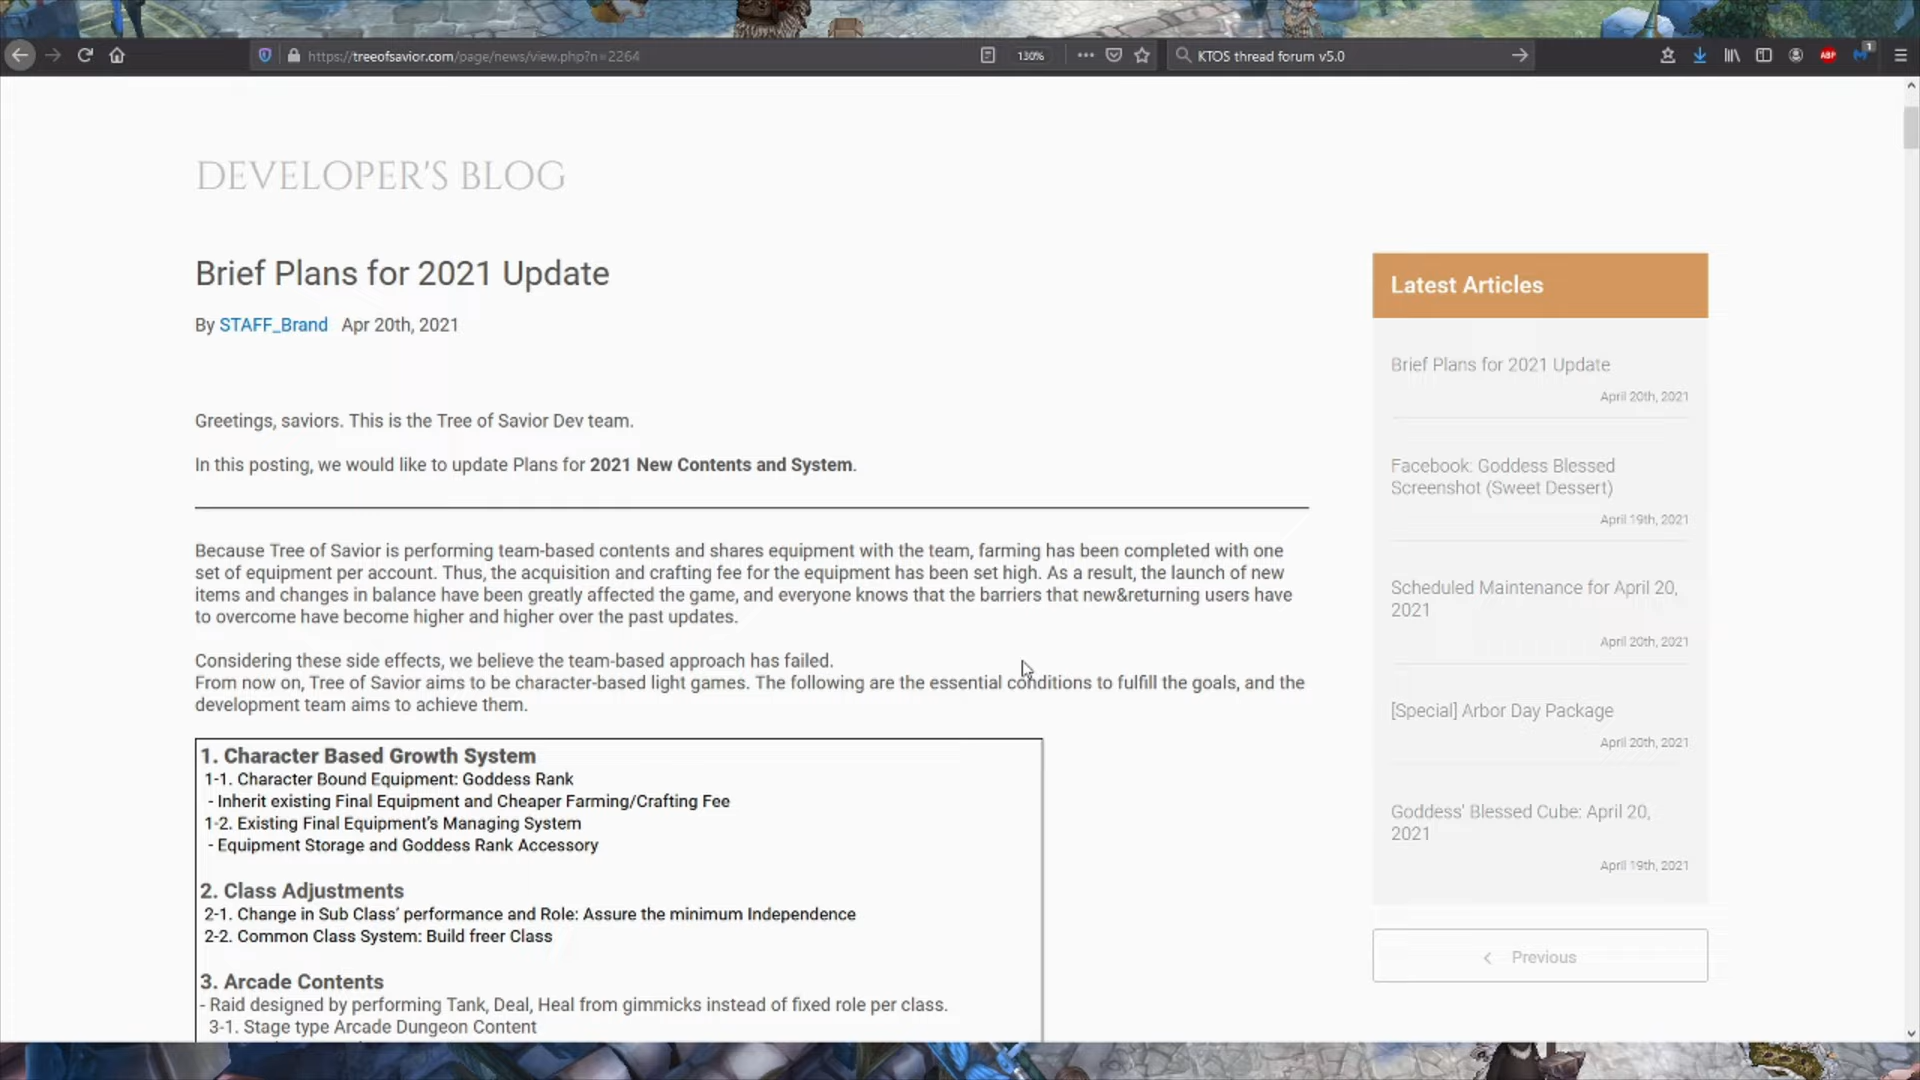 https://treeofsavior.com/page/news/view.php?n=2264
130%
KTOS thread forum v5.0
ABP
1
DEVELOPER'S BLOG
Brief Plans for 2021 Update
By STAFF_Brand Apr 20th, 2021
Greetings, saviors. This is the Tree of Savior Dev team.
In this posting, we would like to update Plans for 2021 New Contents and System.
Because Tree of Savior is performing team-based contents and shares equipment with the team, farming has been completed with one
set of equipment per account. Thus, the acquisition and crafting fee for the equipment has been set high. As a result, the launch of new
items and changes in balance have been greatly affected the game, and everyone knows that the barriers that new&returning users have
to overcome have become higher and higher over the past updates.
Considering these side effects, we believe the team-based approach has failed.
From now on, Tree of Savior aims to be character-based light games. The following are the essential conditions to fulfill the goals, and the
development team aims to achieve them.
1. Character Based Growth System
1-1. Character Bound Equipment: Goddess Rank
- Inherit existing Final Equipment and Cheaper Farming/Crafting Fee
1-2. Existing Final Equipment's Managing System
- Equipment Storage and Goddess Rank Accessory
2. Class Adjustments
2-1. Change in Sub Class' performance and Role: Assure the minimum Independence
2-2. Common Class System: Build freer Class
3. Arcade Contents
- Raid designed by performing Tank, Deal, Heal from gimmicks instead of fixed role per class.
3-1. Stage type Arcade Dungeon Content
Latest Articles
Brief Plans for 2021 Update
April 20th, 2021
Facebook: Goddess Blessed
Screenshot (Sweet Dessert)
April 19th, 2021
Scheduled Maintenance for April 20,
2021
April 20th, 2021
[Special] Arbor Day Package
April 20th, 2021
Goddess' Blessed Cube: April 20,
2021
April 19th, 2021
Previous